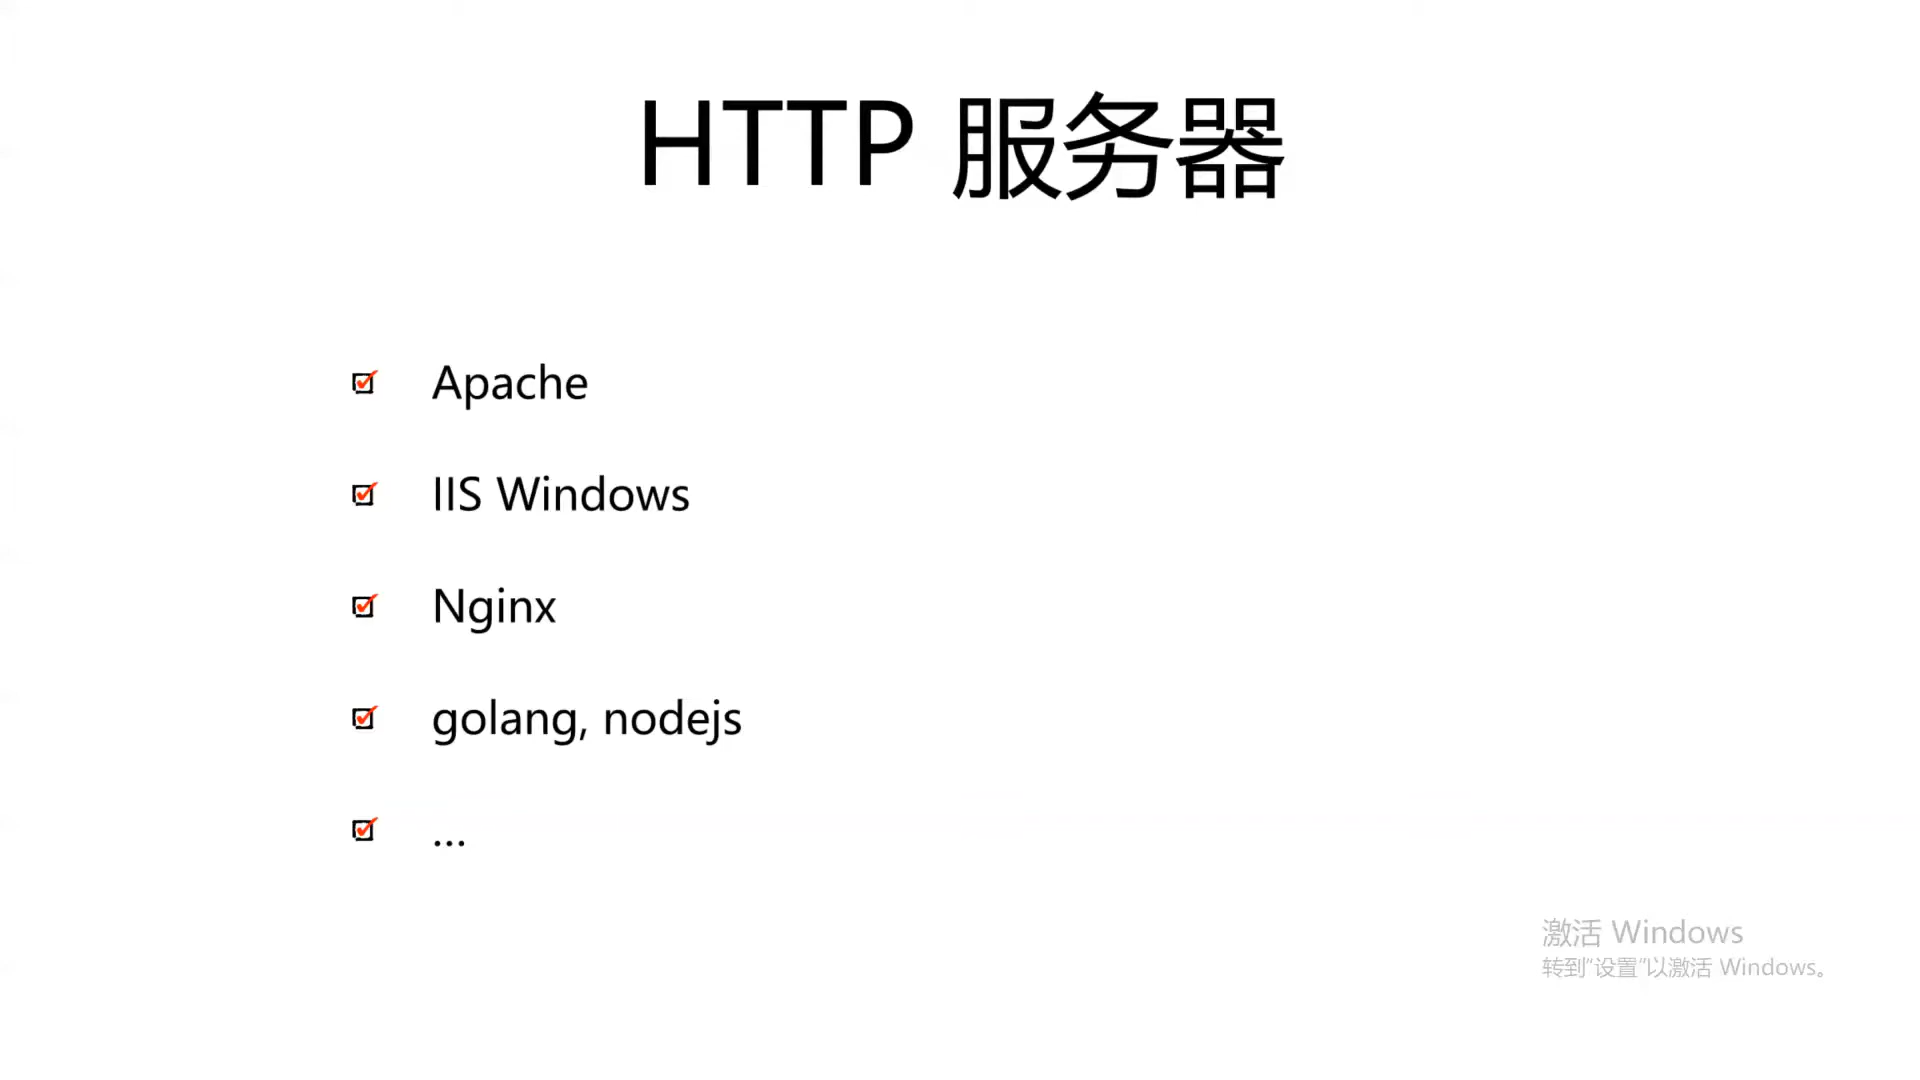 HTTP 服务器
Apache
IIS Windows
Nginx
golang, nodejs
...
激活 Windows
转到“设置”以激活 Windows。